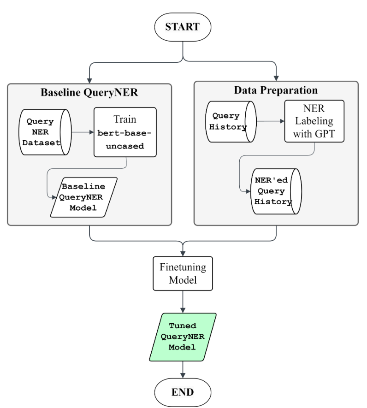 START
Baseline QueryNER
Query
NER
Dataset
Train
bert-base-
uncased
Baseline
QueryNER
Model
Data Preparation
Query
History
NER
Labeling
with GPT
NER'ed
Query
History
Finetuning
Model
Tuned
QueryNER
Model
END